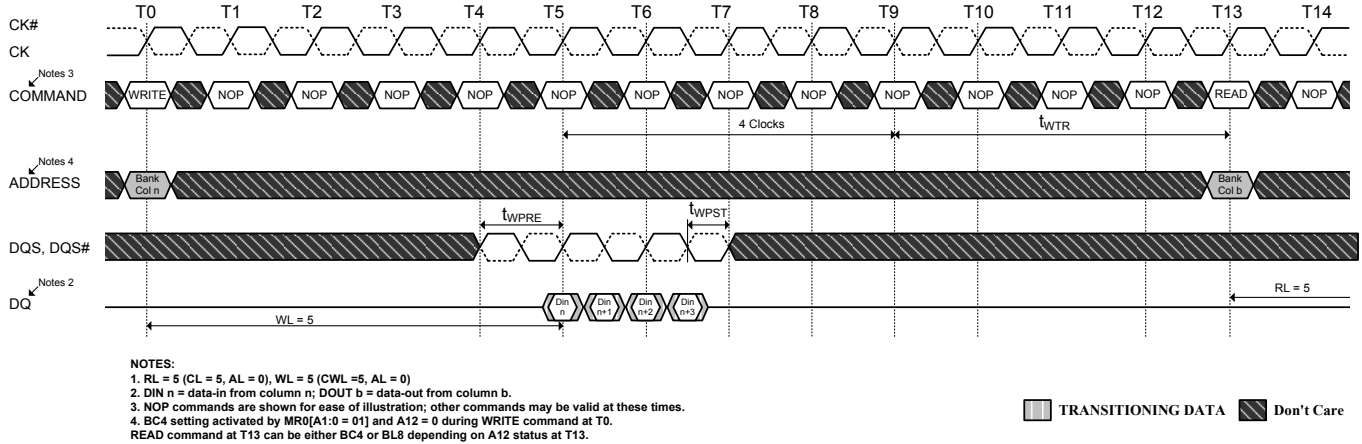 T0 T1 T2 T3 T4 T5 T6 T7 T8 T9 T10 T11 T12 T13 T14
CK#
CK
Notes 3
COMMAND WRITE NOP NOP NOP NOP NOP NOP NOP NOP NOP NOP NOP NOP READ NOP
4 Clocks tWTR
Notes 4
ADDRESS
Bank Col n
Bank Col b
tWPRE tWPST
DQS, DQS#
Notes 2
DQ
Din n
Din n+1
Din n+2
Din n+3
RL = 5
WL = 5
NOTES:
1. RL = 5 (CL = 5, AL = 0), WL = 5 (CWL =5, AL = 0)
2. DIN n = data-in from column n; DOUT b = data-out from column b.
3. NOP commands are shown for ease of illustration; other commands may be valid at these times.
4. BC4 setting activated by MR0[A1:0 = 01] and A12 = 0 during WRITE command at T0.
READ command at T13 can be either BC4 or BL8 depending on A12 status at T13.
TRANSITIONING DATA Don't Care